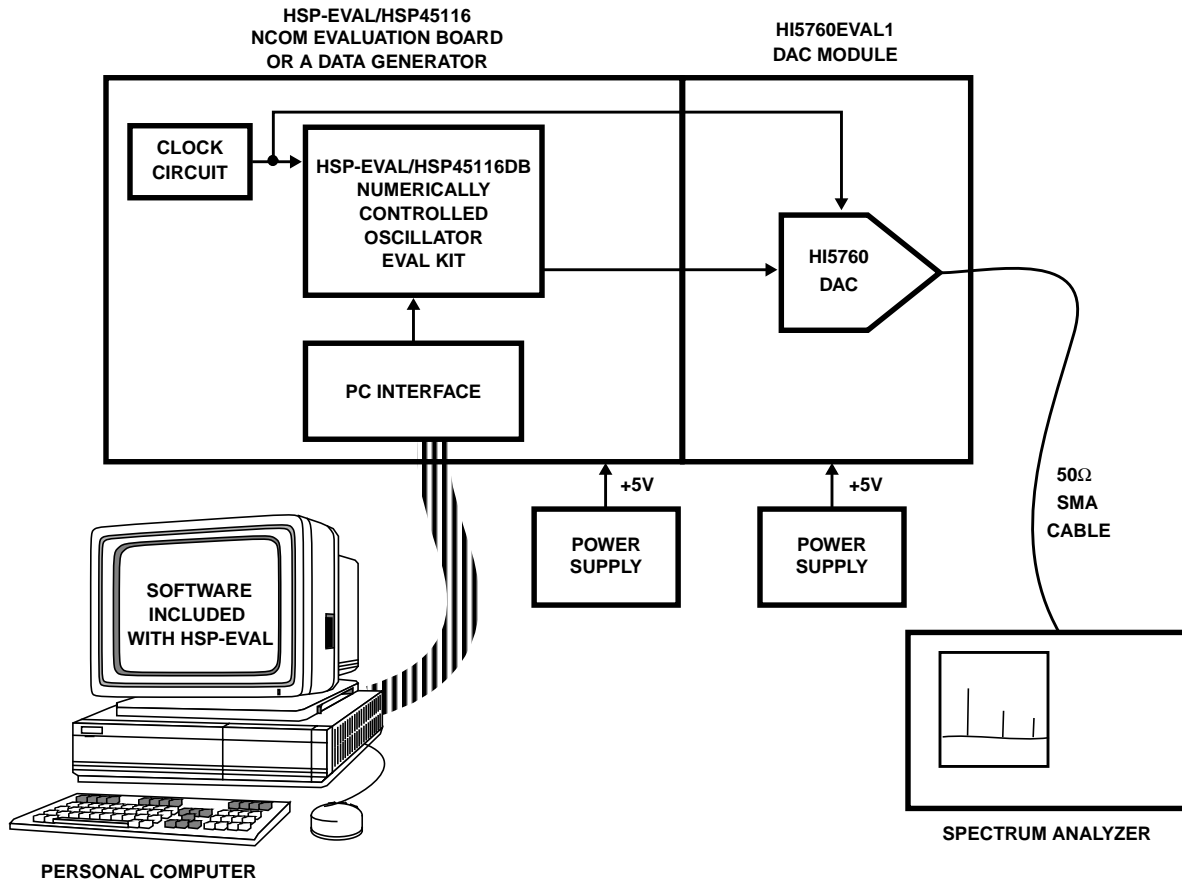 HSP-EVAL/HSP45116
NCOM EVALUATION BOARD
OR A DATA GENERATOR
HI5760EVAL1
DAC MODULE
CLOCK
CIRCUIT
HSP-EVAL/HSP45116DB
NUMERICALLY
CONTROLLED
OSCILLATOR
EVAL KIT
HI5760
DAC
PC INTERFACE
+5V
+5V
POWER
SUPPLY
POWER
SUPPLY
50Ω
SMA
CABLE
SOFTWARE
INCLUDED
WITH HSP-EVAL
SPECTRUM ANALYZER
PERSONAL COMPUTER